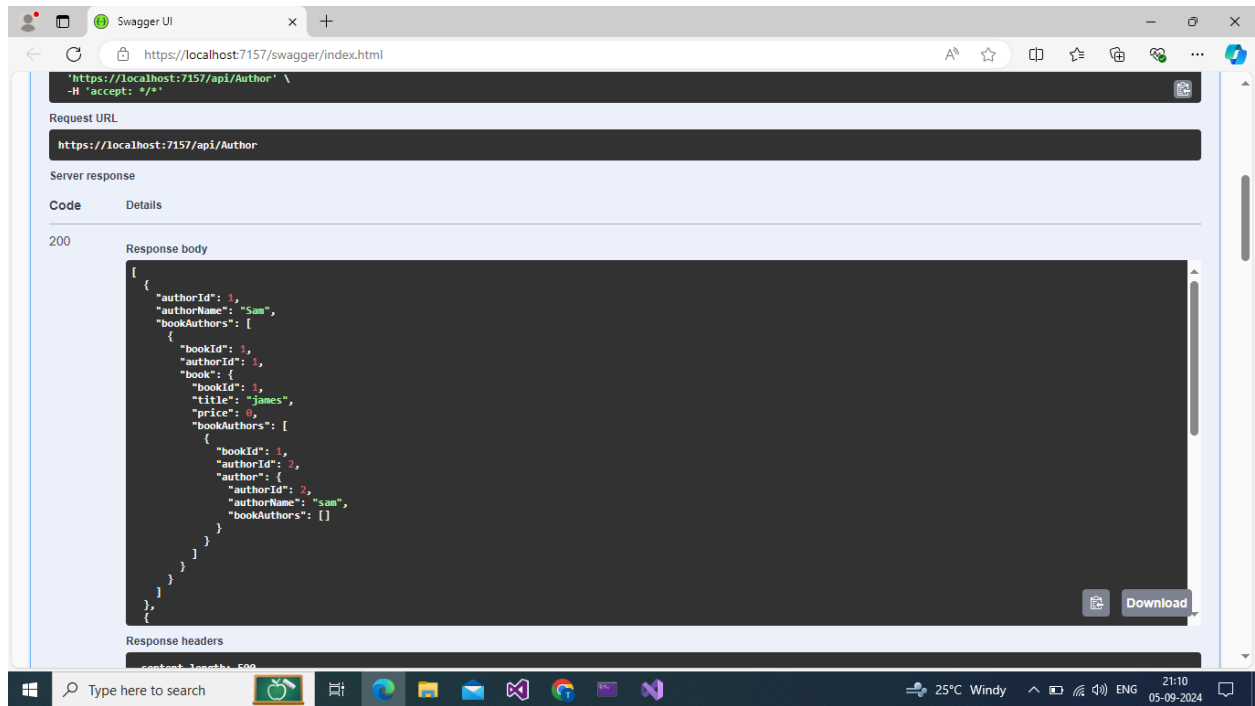 Swagger UI
https://localhost:7157/swagger/index.html
'https://localhost:7157/api/Author' \
-H 'accept: */*'
Request URL
https://localhost:7157/api/Author
Server response
Code Details
200
Response body
[
{
"authorId": 1,
"authorName": "Sam",
"bookAuthors": [
{
"bookId": 1,
"authorId": 1,
"book": {
"bookId": 1,
"title": "james",
"price": 0,
"bookAuthors": [
{
"bookId": 1,
"authorId": 2,
"author": {
"authorId": 2,
"authorName": "sam",
"bookAuthors": []
}
}
]
}
}
]
},
{
Download
Response headers
content-length: 500
Type here to search
25°C Windy
ENG
21:10
05-09-2024